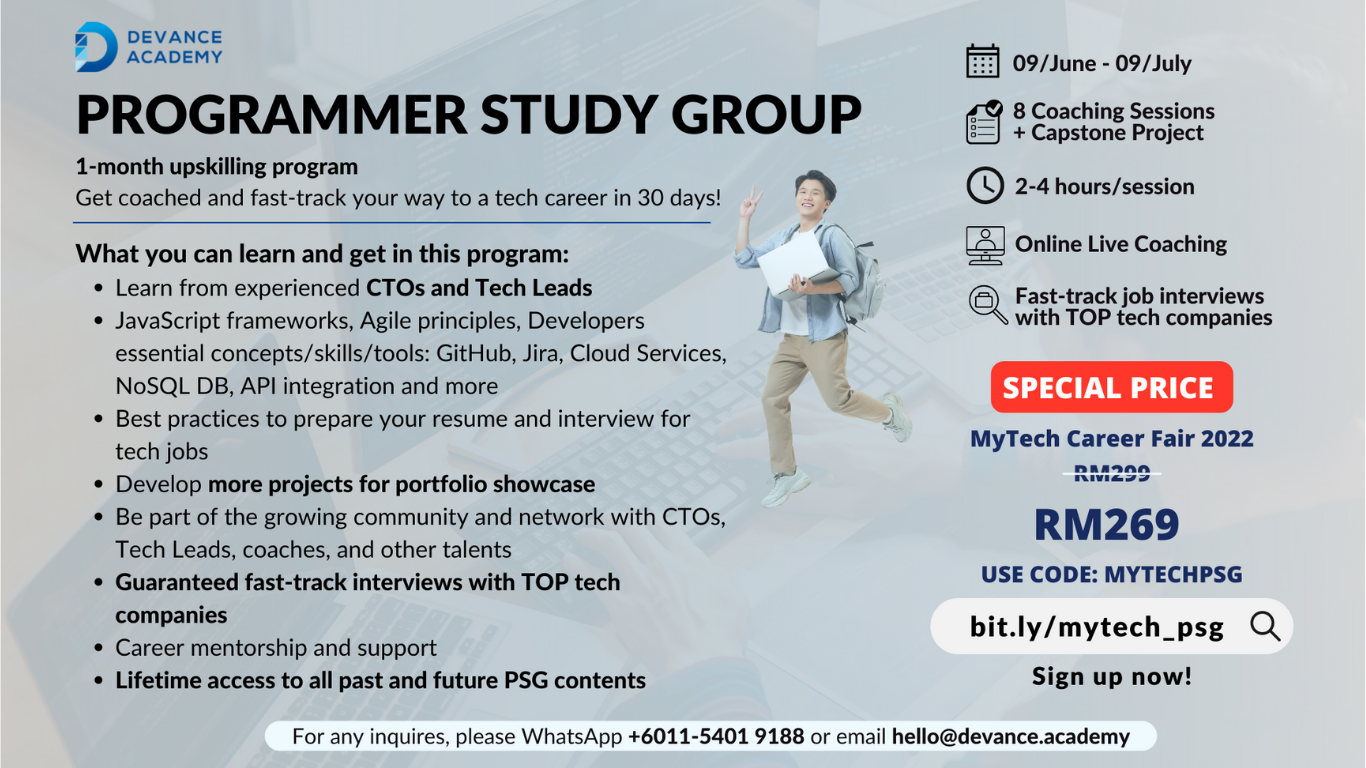 DEVANCE
ACADEMY
PROGRAMMER STUDY GROUP
1-month upskilling program
Get coached and fast-track your way to a tech career in 30 days!
What you can learn and get in this program:
• Learn from experienced CTOs and Tech Leads
• JavaScript frameworks, Agile principles, Developers
essential concepts/skills/tools: GitHub, Jira, Cloud Services,
NoSQL DB, API integration and more
• Best practices to prepare your resume and interview for
tech jobs
• Develop more projects for portfolio showcase
• Be part of the growing community and network with CTOs,
Tech Leads, coaches, and other talents
• Guaranteed fast-track interviews with TOP tech
companies
• Career mentorship and support
• Lifetime access to all past and future PSG contents
09/June - 09/July
8 Coaching Sessions
+ Capstone Project
2-4 hours/session
Online Live Coaching
Fast-track job interviews
with TOP tech companies
SPECIAL PRICE
MyTech Career Fair 2022
RM299
RM269
USE CODE: MYTECHPSG
bit.ly/mytech_psg
Sign up now!
For any inquires, please WhatsApp +6011-5401 9188 or email hello@devance.academy